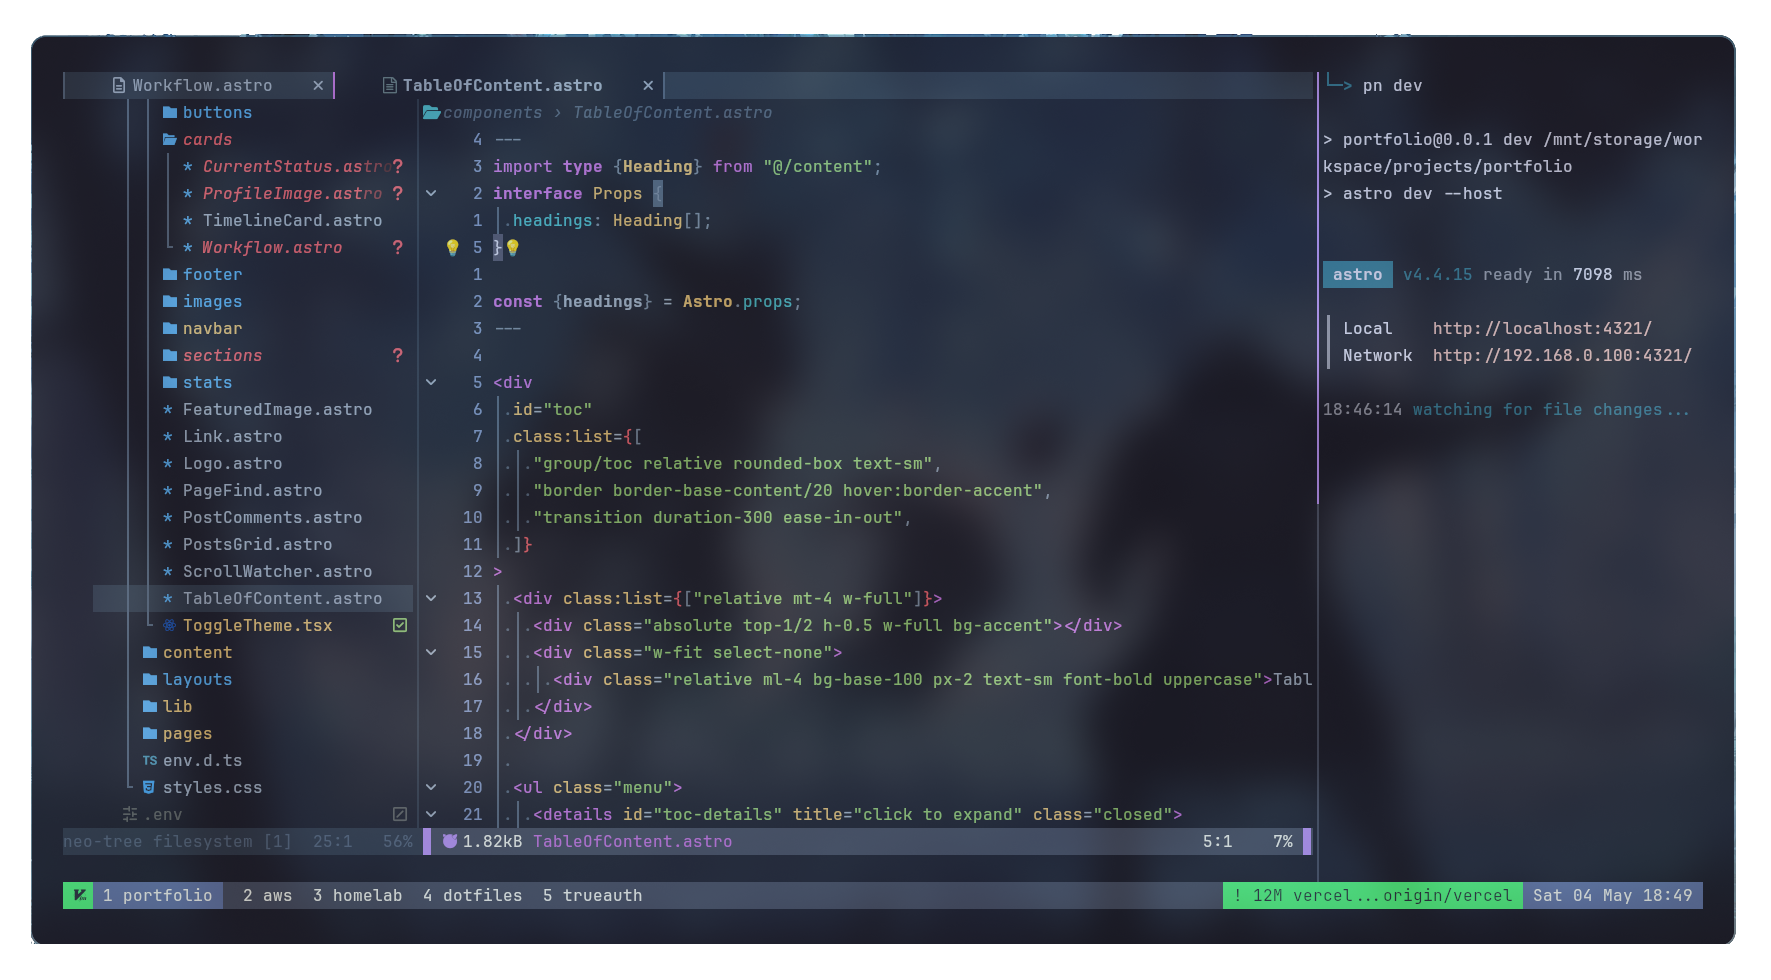 Workflow.astro ×
TableOfContent.astro ×
buttons
cards
CurrentStatus.astro ?
ProfileImage.astro ?
TimelineCard.astro
Workflow.astro ?
footer
images
navbar
sections ?
stats
FeaturedImage.astro
Link.astro
Logo.astro
PageFind.astro
PostComments.astro
PostsGrid.astro
ScrollWatcher.astro
TableOfContent.astro
ToggleTheme.tsx
content
layouts
lib
pages
TS env.d.ts
styles.css
.env
neo-tree filesystem [1] 25:1 56%
components › TableOfContent.astro
4 ---
3 import type {Heading} from "@/content";
2 interface Props {
1 .headings: Heading[];
5 }
1
2 const {headings} = Astro.props;
3 ---
4
5 <div
6 .id="toc"
7 .class:list={[
8 . ."group/toc relative rounded-box text-sm",
9 . ."border border-base-content/20 hover:border-accent",
10 . ."transition duration-300 ease-in-out",
11 .]}
12 >
13 .<div class:list={["relative mt-4 w-full"]}>
14 . .<div class="absolute top-1/2 h-0.5 w-full bg-accent"></div>
15 . .<div class="w-fit select-none">
16 . . .<div class="relative ml-4 bg-base-100 px-2 text-sm font-bold uppercase">Tabl
17 . .</div>
18 .</div>
19 .
20 .<ul class="menu">
21 . .<details id="toc-details" title="click to expand" class="closed">
1.82kB TableOfContent.astro 5:1 7%
└─> pn dev
> portfolio@0.0.1 dev /mnt/storage/wor
kspace/projects/portfolio
> astro dev --host
astro v4.4.15 ready in 7098 ms
Local http://localhost:4321/
Network http://192.168.0.100:4321/
18:46:14 watching for file changes...
1 portfolio 2 aws 3 homelab 4 dotfiles 5 trueauth
! 12M vercel...origin/vercel Sat 04 May 18:49